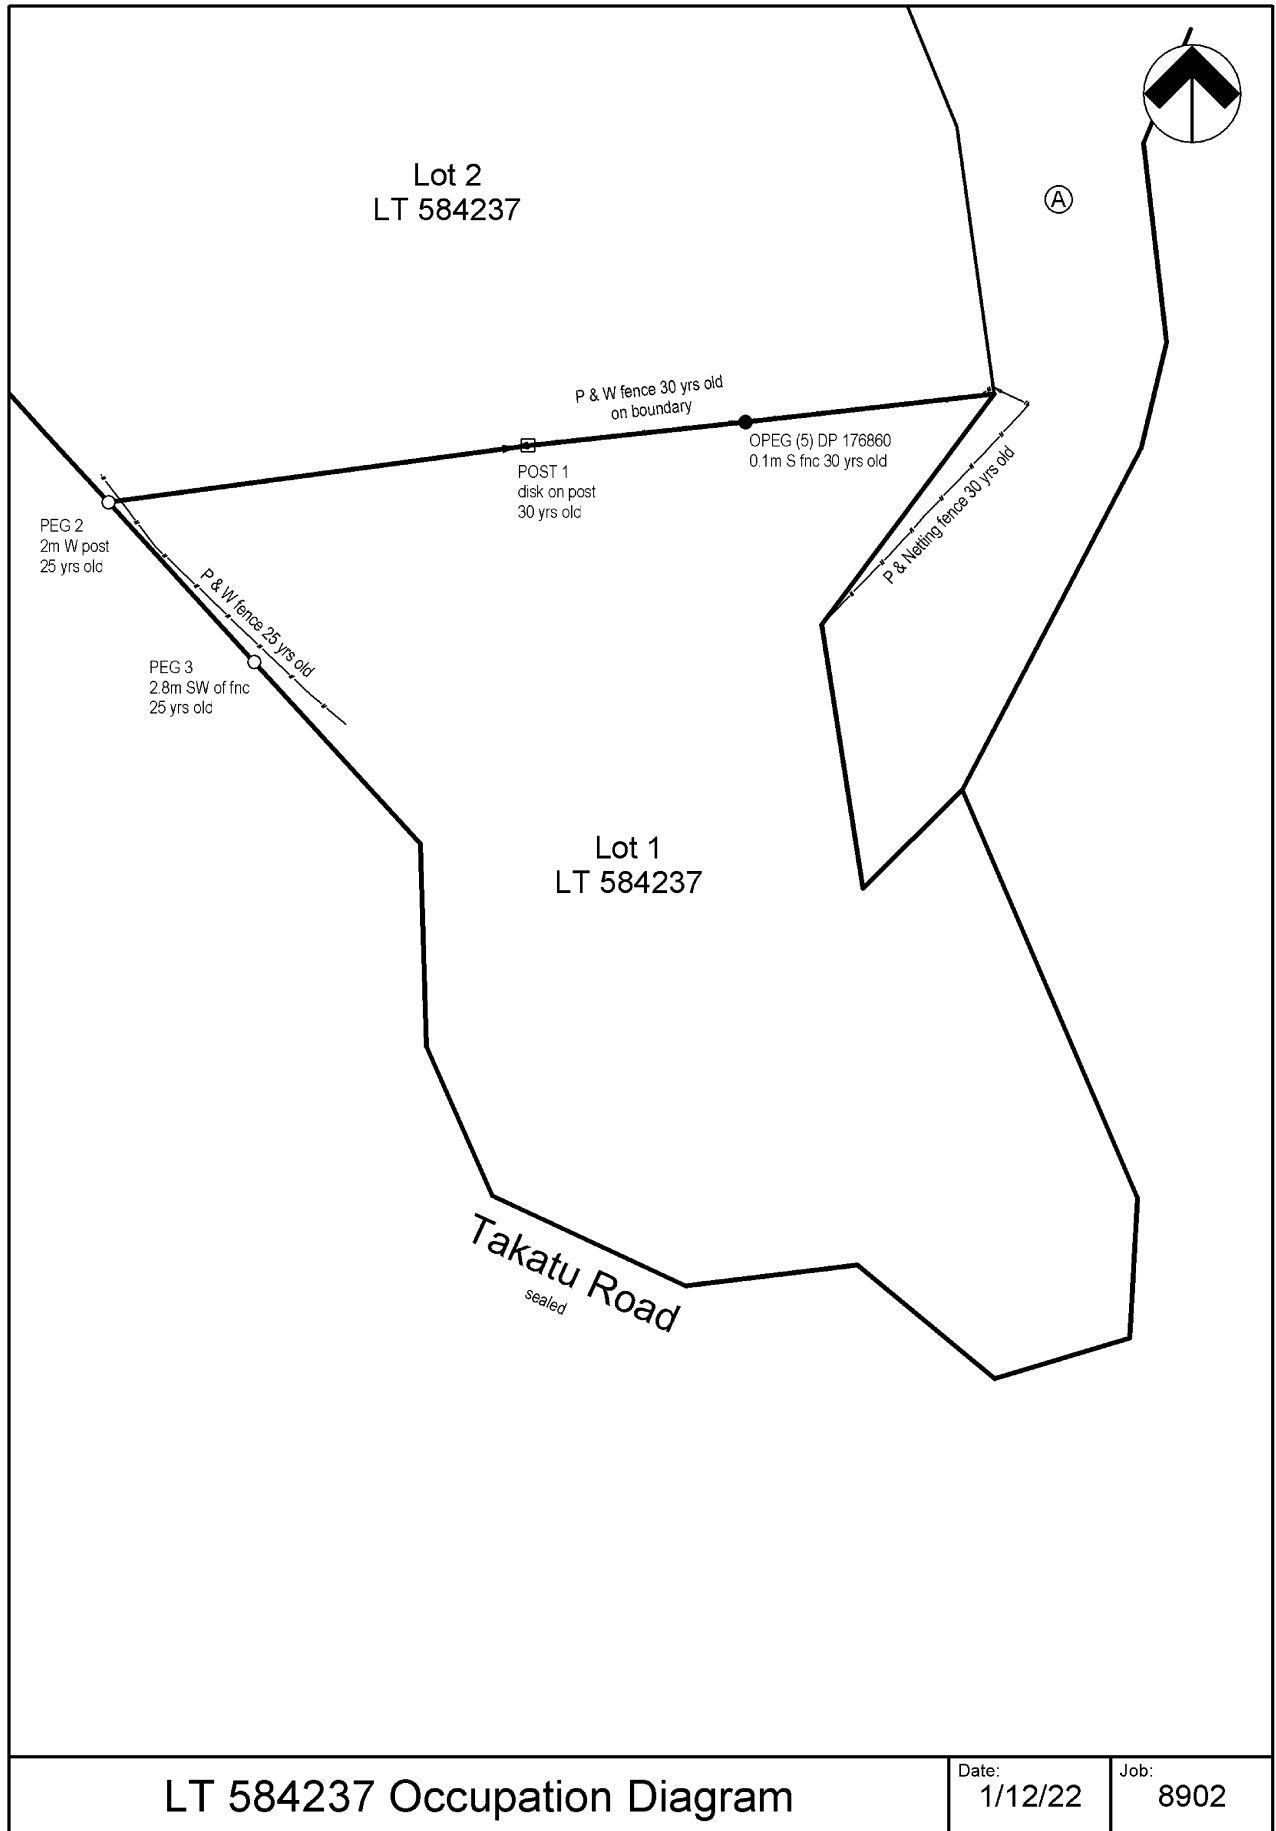 Lot 2
LT 584237
A
P & W fence 30 yrs old
on boundary
OPEG (5) DP 176860
0.1m S fnc 30 yrs old
POST 1
disk on post
30 yrs old
P & Netting fence 30 yrs old
PEG 2
2m W post
25 yrs old
P & W fence 25 yrs old
PEG 3
2.8m SW of fnc
25 yrs old
Lot 1
LT 584237
Takatu Road
sealed
LT 584237 Occupation Diagram
Date:
1/12/22
Job:
8902